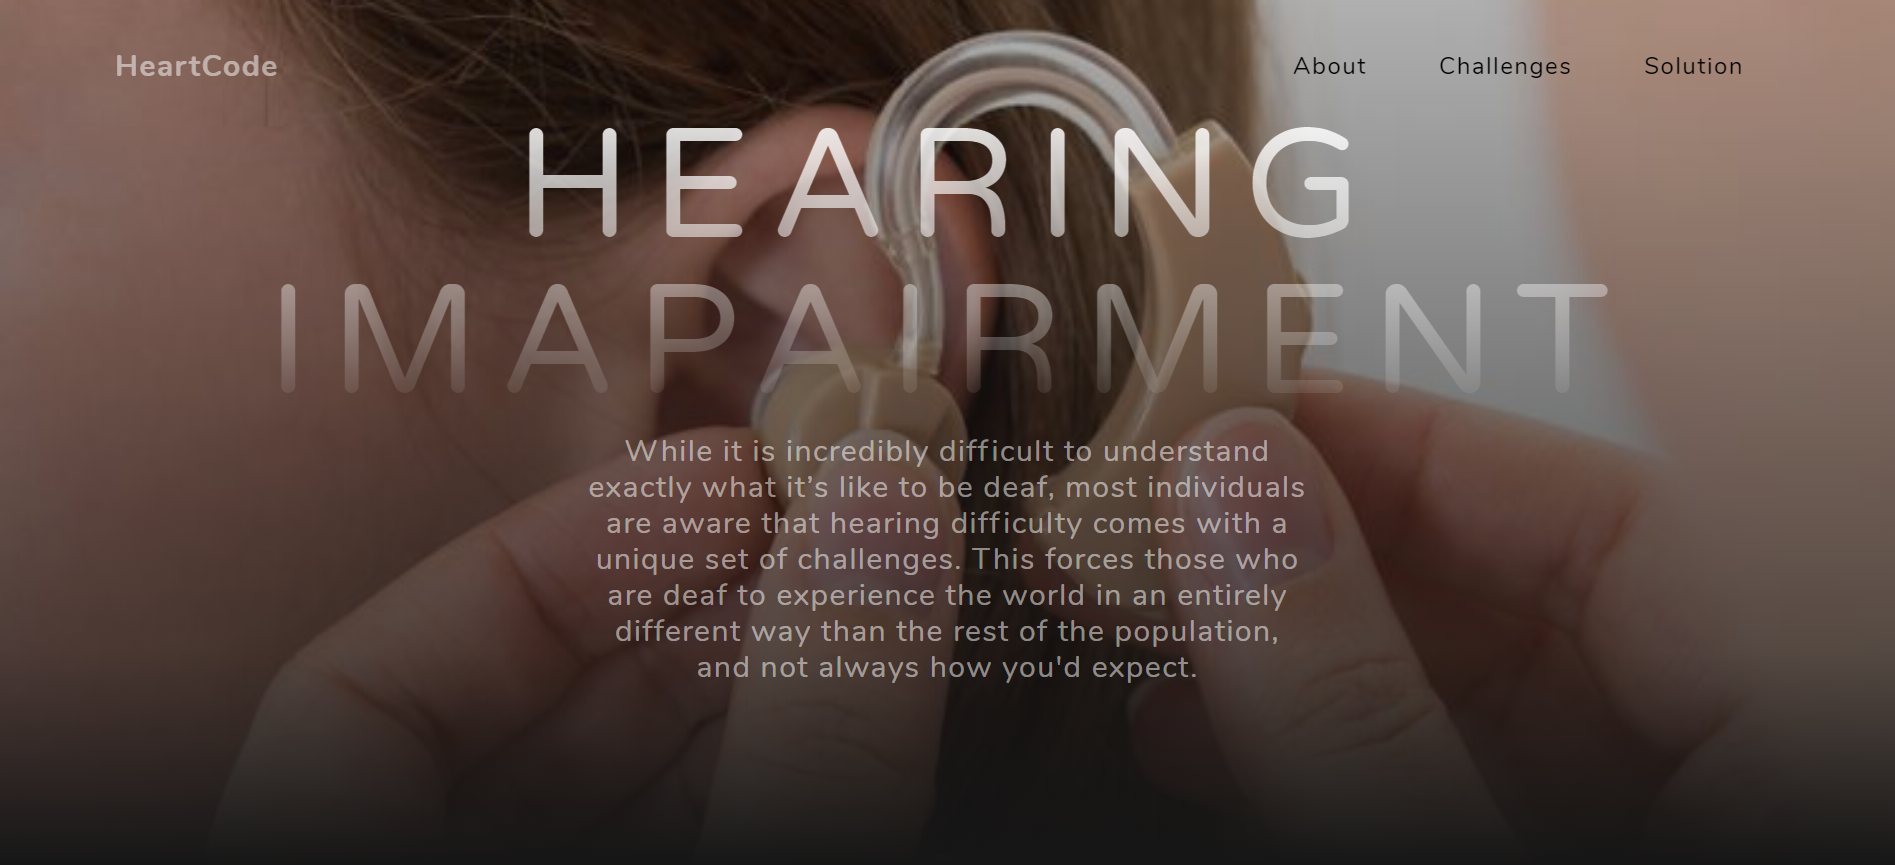 HeartCode
About
Challenges
Solution
HEARING
IMAPAIRMENT
While it is incredibly difficult to understand
exactly what it’s like to be deaf, most individuals
are aware that hearing difficulty comes with a
unique set of challenges. This forces those who
are deaf to experience the world in an entirely
different way than the rest of the population,
and not always how you'd expect.